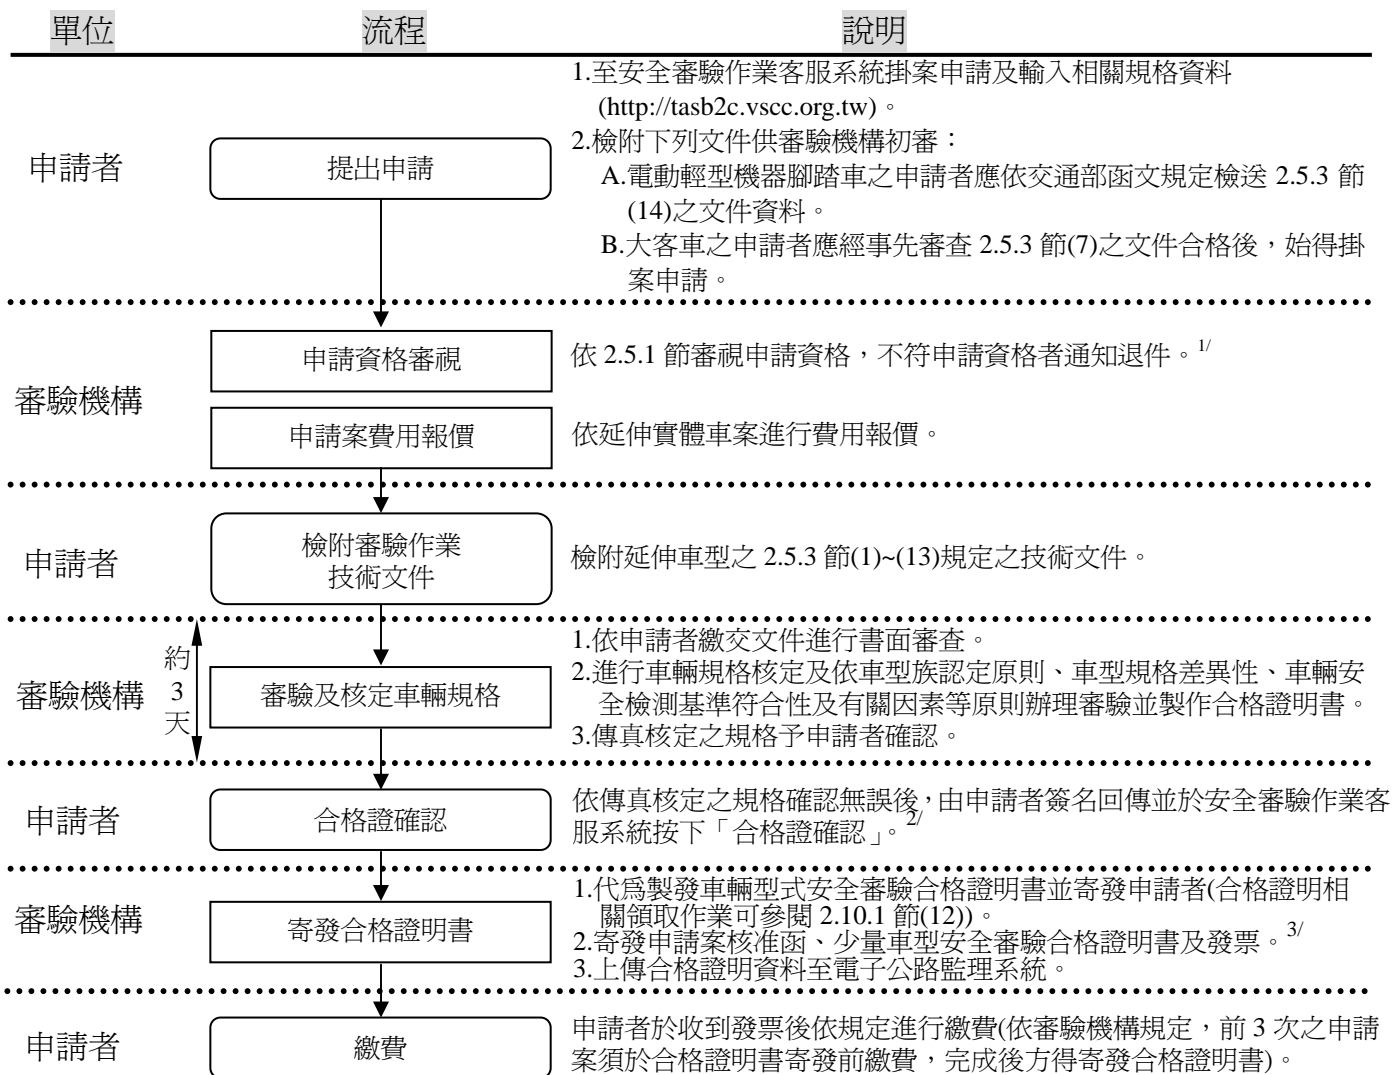 單位 流程 說明
申請者
提出申請
1.至安全審驗作業客服系統掛案申請及輸入相關規格資料
(http://tasb2c.vscc.org.tw)。
2.檢附下列文件供審驗機構初審：
A.電動輕型機器腳踏車之申請者應依交通部函文規定檢送 2.5.3 節
(14)之文件資料。
B.大客車之申請者應經事先審查 2.5.3 節(7)之文件合格後，始得掛
案申請。
審驗機構
申請資格審視
依 2.5.1 節審視申請資格，不符申請資格者通知退件。1/
申請案費用報價
依延伸實體車案進行費用報價。
申請者
檢附審驗作業
技術文件
檢附延伸車型之 2.5.3 節(1)~(13)規定之技術文件。
審驗機構
約
3
天
審驗及核定車輛規格
1.依申請者繳交文件進行書面審查。
2.進行車輛規格核定及依車型族認定原則、車型規格差異性、車輛安
全檢測基準符合性及有關因素等原則辦理審驗並製作合格證明書。
3.傳真核定之規格予申請者確認。
申請者
合格證確認
依傳真核定之規格確認無誤後，由申請者簽名回傳並於安全審驗作業客
服系統按下「合格證確認」。2/
審驗機構
寄發合格證明書
1.代為製發車輛型式安全審驗合格證明書並寄發申請者(合格證明相
關領取作業可參閱 2.10.1 節(12))。
2.寄發申請案核准函、少量車型安全審驗合格證明書及發票。3/
3.上傳合格證明資料至電子公路監理系統。
申請者
繳費
申請者於收到發票後依規定進行繳費(依審驗機構規定，前 3 次之申請
案須於合格證明書寄發前繳費，完成後方得寄發合格證明書)。